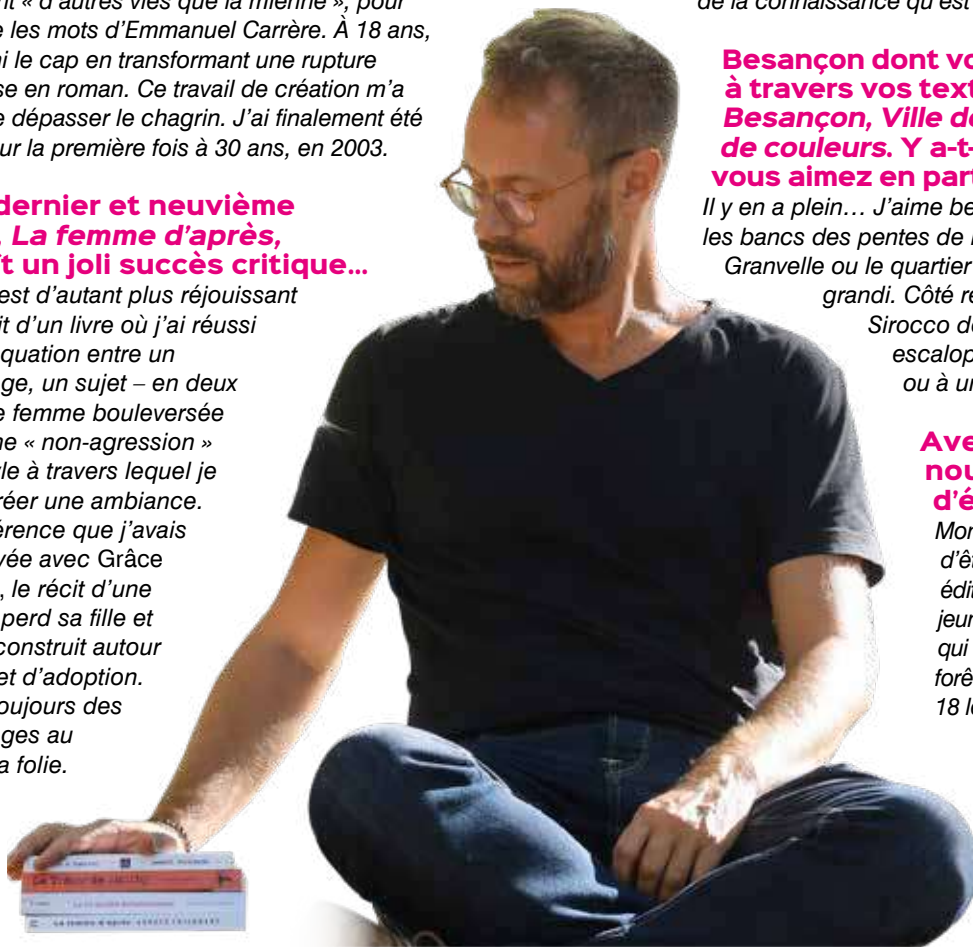 nt « d'autres vies que la mienne », pour
e les mots d'Emmanuel Carrère. À 18 ans,
i le cap en transformant une rupture
se en roman. Ce travail de création m'a
e dépasser le chagrin. J'ai finalement été
ur la première fois à 30 ans, en 2003.
dernier et neuvième
, La femme d'après,
ît un joli succès critique…
est d'autant plus réjouissant
it d'un livre où j'ai réussi
quation entre un
ge, un sujet – en deux
e femme bouleversée
ne « non-agression »
le à travers lequel je
réer une ambiance.
érence que j'avais
vée avec Grâce
, le récit d'une
perd sa fille et
construit autour
et d'adoption.
oujours des
ges au
a folie.
de la connaissance qu'est
Besançon dont vo
à travers vos text
Besançon, Ville de
de couleurs. Y a-t-
vous aimez en part
Il y en a plein… J'aime be
les bancs des pentes de
Granvelle ou le quartier
grandi. Côté re
Sirocco de
escalop
ou à un
Ave
nou
d'é
Mon
d'êt
édit
jeur
qui
forê
18 le
La femme d'après